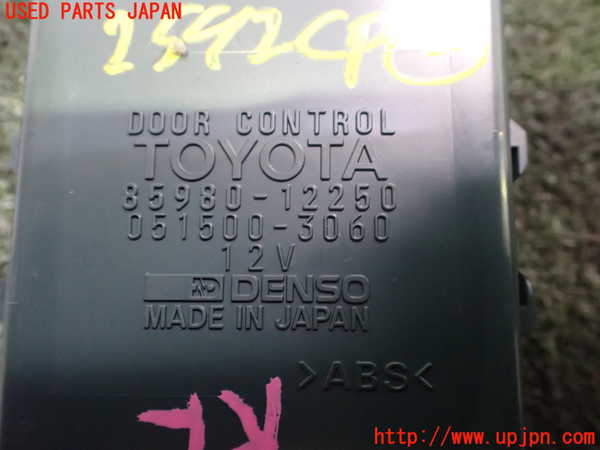 USED PARTS JAPAN
DOOR CONTROL
TOYOTA
85980-12250
051500-3060
12V
ND DENSO
MADE IN JAPAN
>ABS<
http://www.upjpn.com/